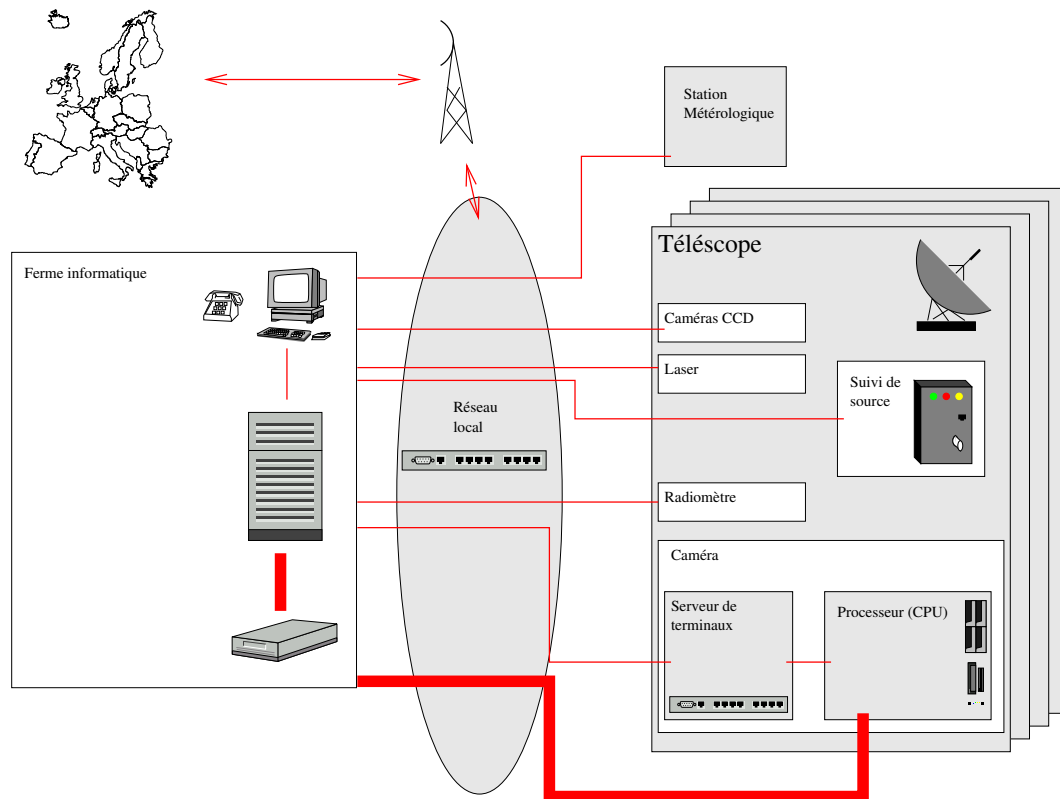 Station
Métérologique
Téléscope
Ferme informatique
Caméras CCD
Laser
Suivi de
source
Réseau
local
Radiomètre
Caméra
Serveur de
terminaux
Processeur (CPU)